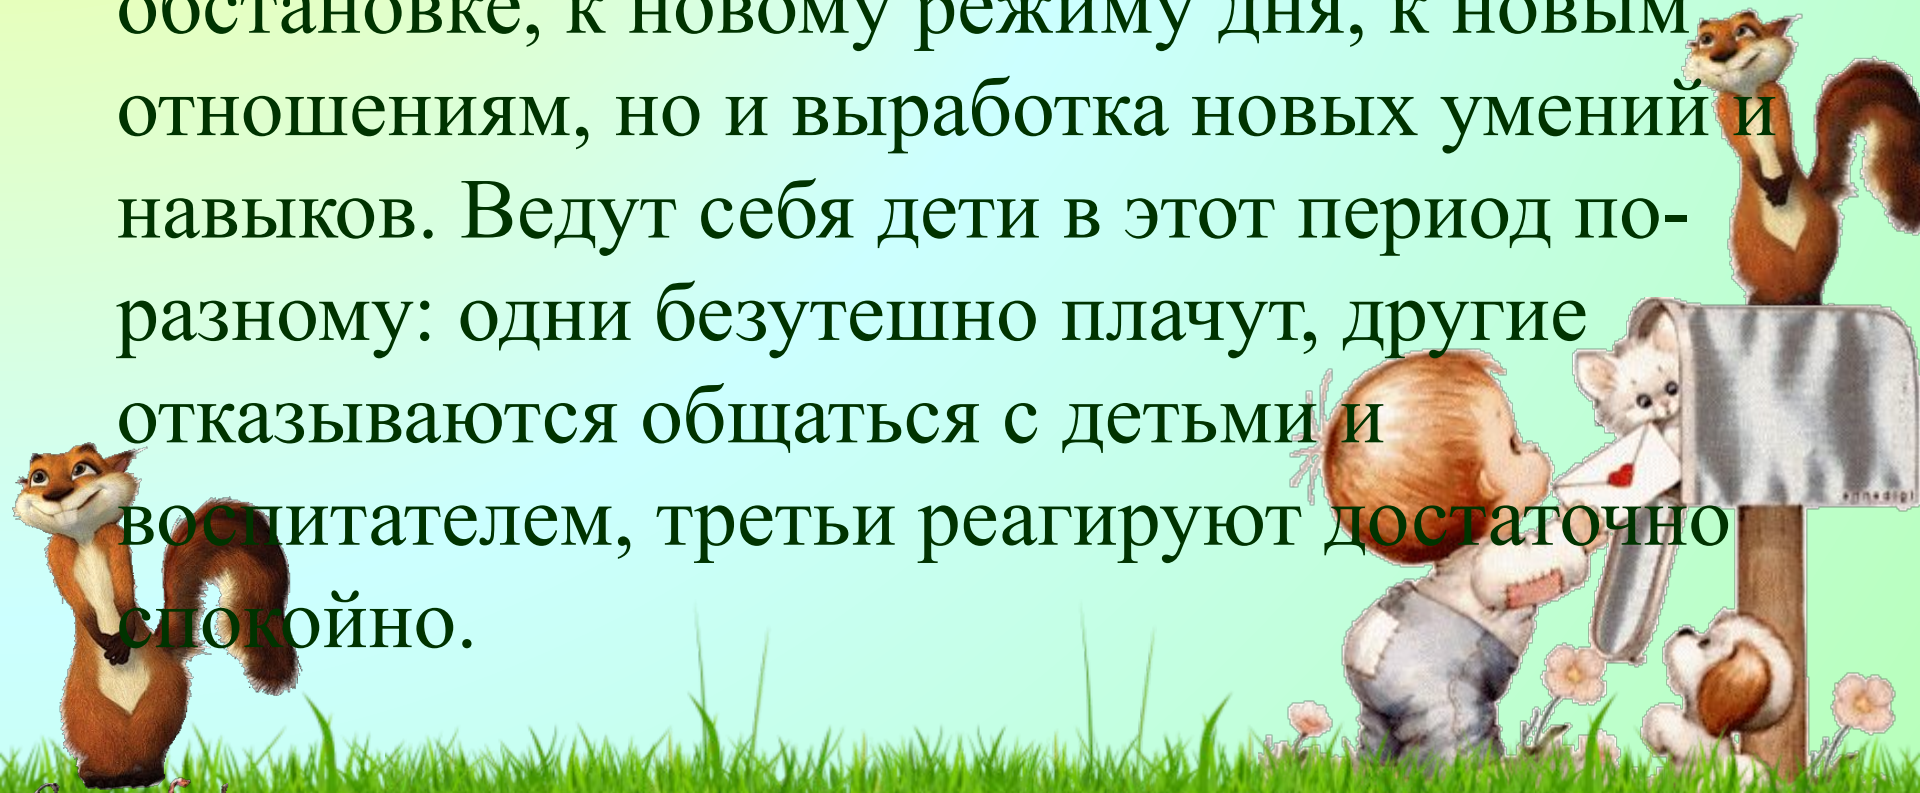 обстановке, к новому режиму дня, к новым
отношениям, но и выработка новых умений и
навыков. Ведут себя дети в этот период по-
разному: одни безутешно плачут, другие
отказываются общаться с детьми и
воспитателем, третьи реагируют достаточно
спокойно.